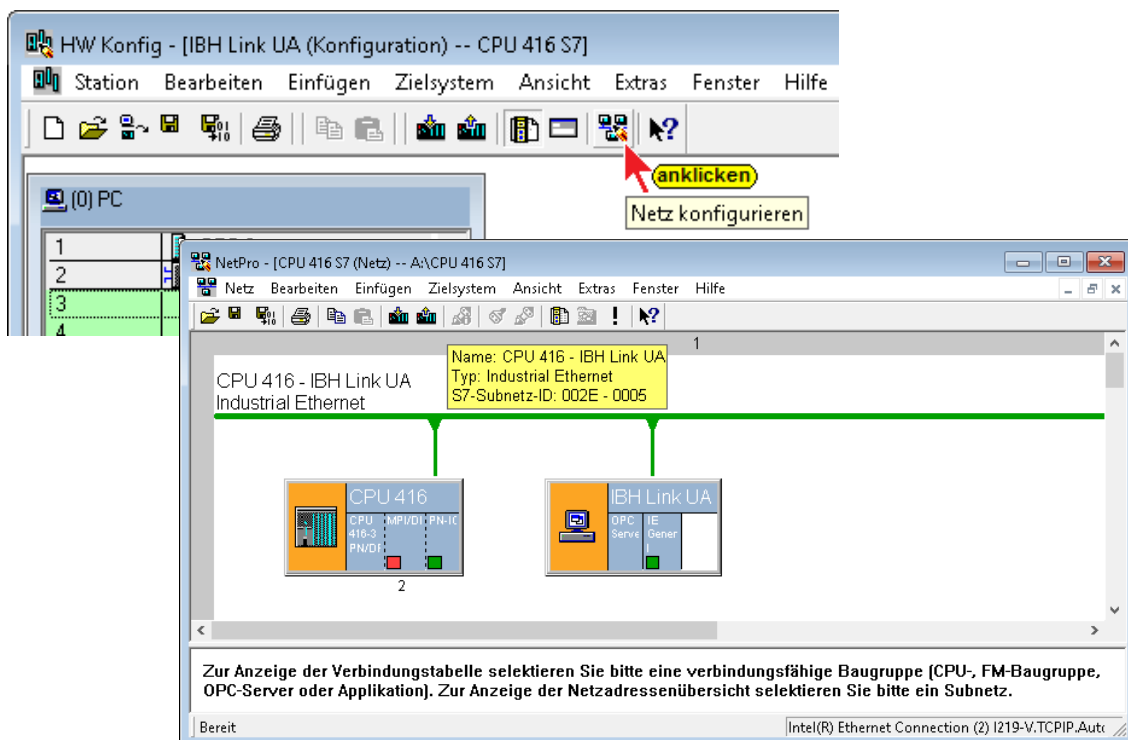 HW Konfig - [IBH Link UA (Konfiguration) -- CPU 416 S7]
Station Bearbeiten Einfügen Zielsystem Ansicht Extras Fenster Hilfe
anklicken
Netz konfigurieren
(0) PC
1
2
3
4
NetPro - [CPU 416 S7 (Netz) -- A:\CPU 416 S7]
Netz Bearbeiten Einfügen Zielsystem Ansicht Extras Fenster Hilfe
1
Name: CPU 416 - IBH Link UA
Typ: Industrial Ethernet
S7-Subnetz-ID: 002E - 0005
CPU 416 - IBH Link UA
Industrial Ethernet
CPU 416
CPU MPI/DI PN-IC
416-3
PN/DF
2
IBH Link UA
OPC IE
Serve Gener
l
Zur Anzeige der Verbindungstabelle selektieren Sie bitte eine verbindungsfähige Baugruppe (CPU-, FM-Baugruppe,
OPC-Server oder Applikation). Zur Anzeige der Netzadressenübersicht selektieren Sie bitte ein Subnetz.
Bereit
Intel(R) Ethernet Connection (2) I219-V.TCPIP.Auto